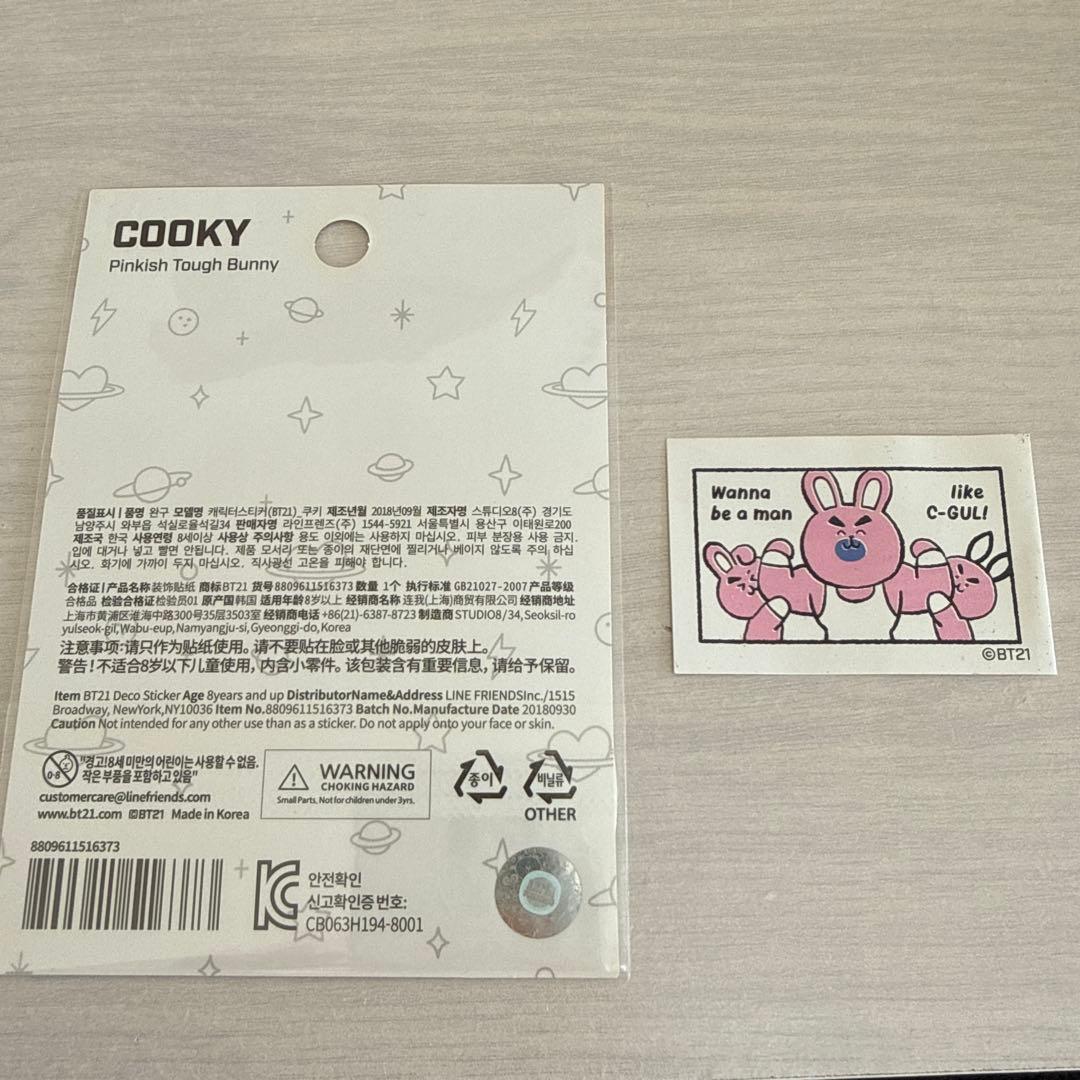 COOKY
Pinkish Tough Bunny
품질표시 | 품명 완구 모델명 캐릭터스티커(BT21)_쿠키 제조년월 2018년09월 제조자명 스튜디오8(주) 경기도
남양주시 와부읍 석실로율석길34 판매자명 라인프렌즈(주) 1544-5921 서울특별시 용산구 이태원로200
제조국 한국 사용연령 8세이상 사용상 주의사항 용도 이외에는 사용하지 마십시오. 피부 분장용 사용 금지.
입에 대거나 넣고 빨면 안됩니다. 제품 모서리 또는 종이의 재단면에 찔리거나 베이지 않도록 주의 하십
시오. 화기에 가까이 두지 마십시오. 직사광선 고온을 피해야 합니다.
合格证 | 产品名称 装饰贴纸 商标 BT21 货号 8809611516373 数量 1个 执行标准 GB21027-2007 产品等级
合格品 检验合格证 检验员01 原产国 韩国 适用年龄 8岁以上 经销商名称 连我(上海)商贸有限公司 经销商地址
上海市黄浦区淮海中路300号35层3503室 经销商电话 +86(21)-6387-8723 制造商 STUDIO8/34, Seoksil-ro
yulseok-gil, Wabu-eup, Namyangju-si, Gyeonggi-do, Korea
注意事项:请只作为贴纸使用。请不要贴在脸或其他脆弱的皮肤上。
警告!不适合8岁以下儿童使用,内含小零件。该包装含有重要信息,请给予保留。
Item BT21 Deco Sticker Age 8years and up DistributorName&Address LINE FRIENDSInc./1515
Broadway, NewYork,NY10036 Item No.8809611516373 Batch No.Manufacture Date 20180930
Caution Not intended for any other use than as a sticker. Do not apply onto your face or skin.
0-8
"경고!8세 미만의 어린이는 사용할 수 없음.
작은 부품을 포함하고 있음"
customercare@linefriends.com
www.bt21.com ©BT21 Made in Korea
WARNING
CHOKING HAZARD
Small Parts. Not for children under 3yrs.
종이
비닐류
OTHER
8809611516373
안전확인
신고확인증 번호:
CB063H194-8001
Wanna
be a man
like
C-GUL!
©BT21